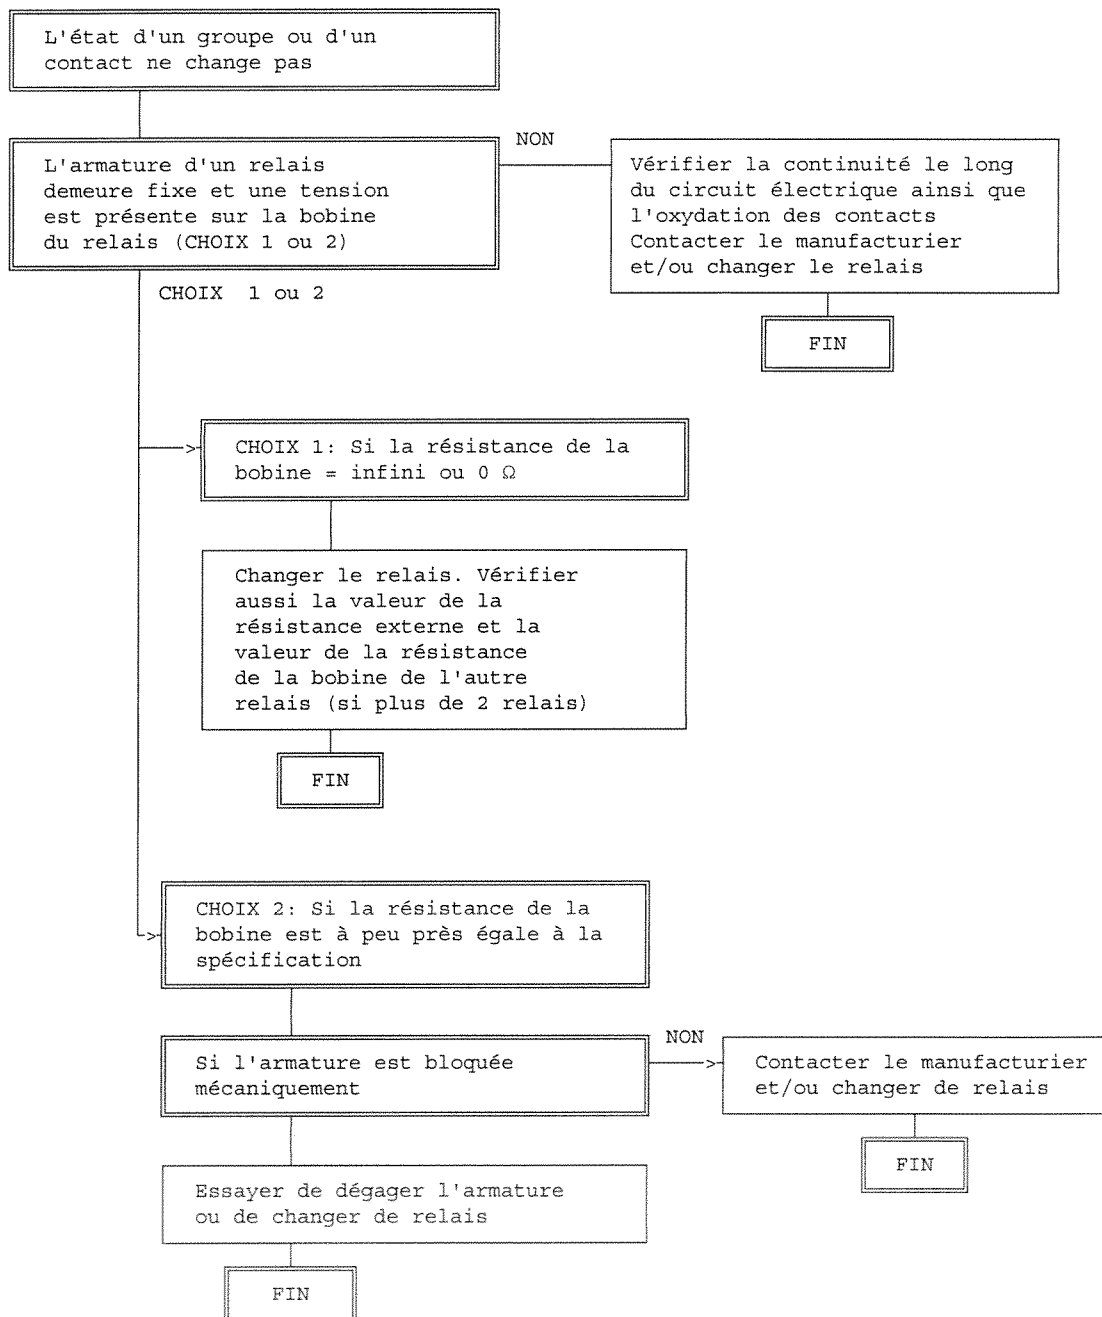 L'état d'un groupe ou d'un
contact ne change pas
NON
L'armature d'un relais
demeure fixe et une tension
est présente sur la bobine
du relais (CHOIX 1 ou 2)
Vérifier la continuité le long
du circuit électrique ainsi que
l'oxydation des contacts
Contacter le manufacturier
et/ou changer le relais
CHOIX 1 ou 2
FIN
CHOIX 1: Si la résistance de la
bobine = infini ou 0 Ω
Changer le relais. Vérifier
aussi la valeur de la
résistance externe et la
valeur de la résistance
de la bobine de l'autre
relais (si plus de 2 relais)
FIN
CHOIX 2: Si la résistance de la
bobine est à peu près égale à la
spécification
NON
Si l'armature est bloquée
mécaniquement
Contacter le manufacturier
et/ou changer de relais
FIN
Essayer de dégager l'armature
ou de changer de relais
FIN